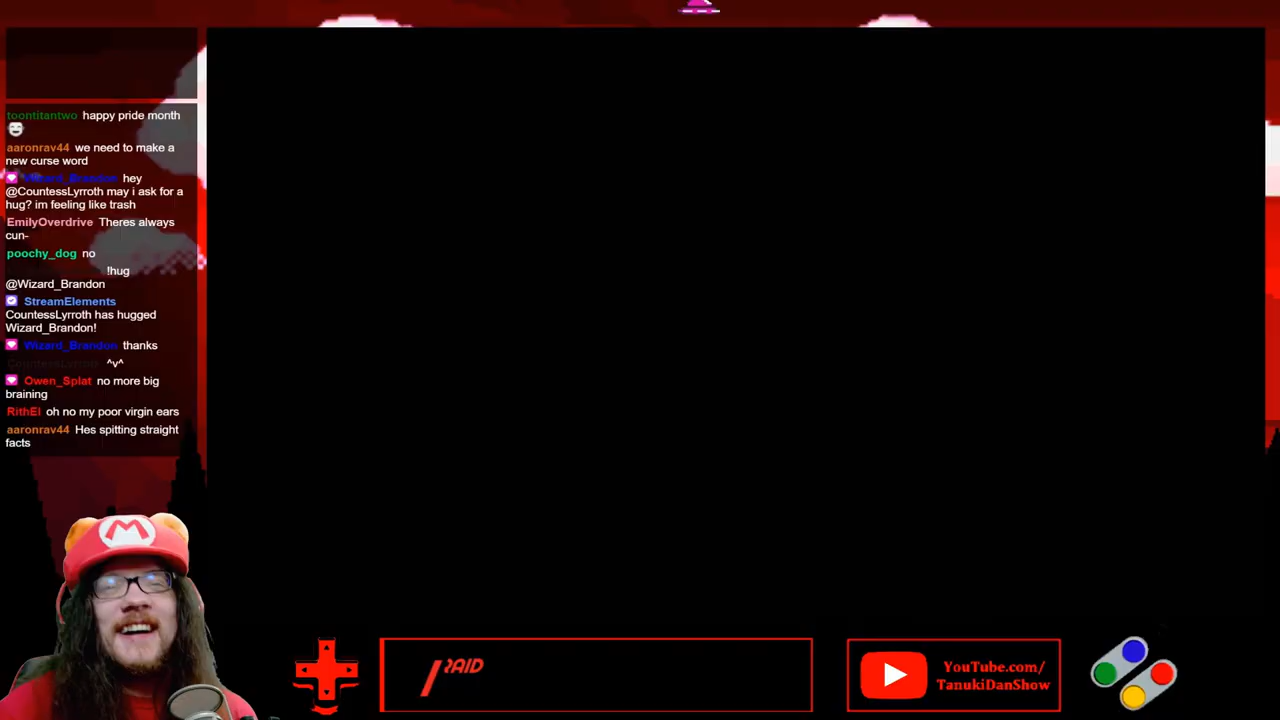 toontitantwo happy pride month
aaronrav44 we need to make a
new curse word
Wizard_Brandon hey
@CountessLyrroth may i ask for a
hug? im feeling like trash
EmilyOverdrive Theres always
cun-
poochy_dog no
!hug
@Wizard_Brandon
StreamElements
CountessLyrroth has hugged
Wizard_Brandon!
Wizard_Brandon thanks
CountessLyrroth ^v^
Owen_Splat no more big
braining
RithEl oh no my poor virgin ears
aaronrav44 Hes spitting straight
facts
M
RAID
YouTube.com/
TanukiDanShow